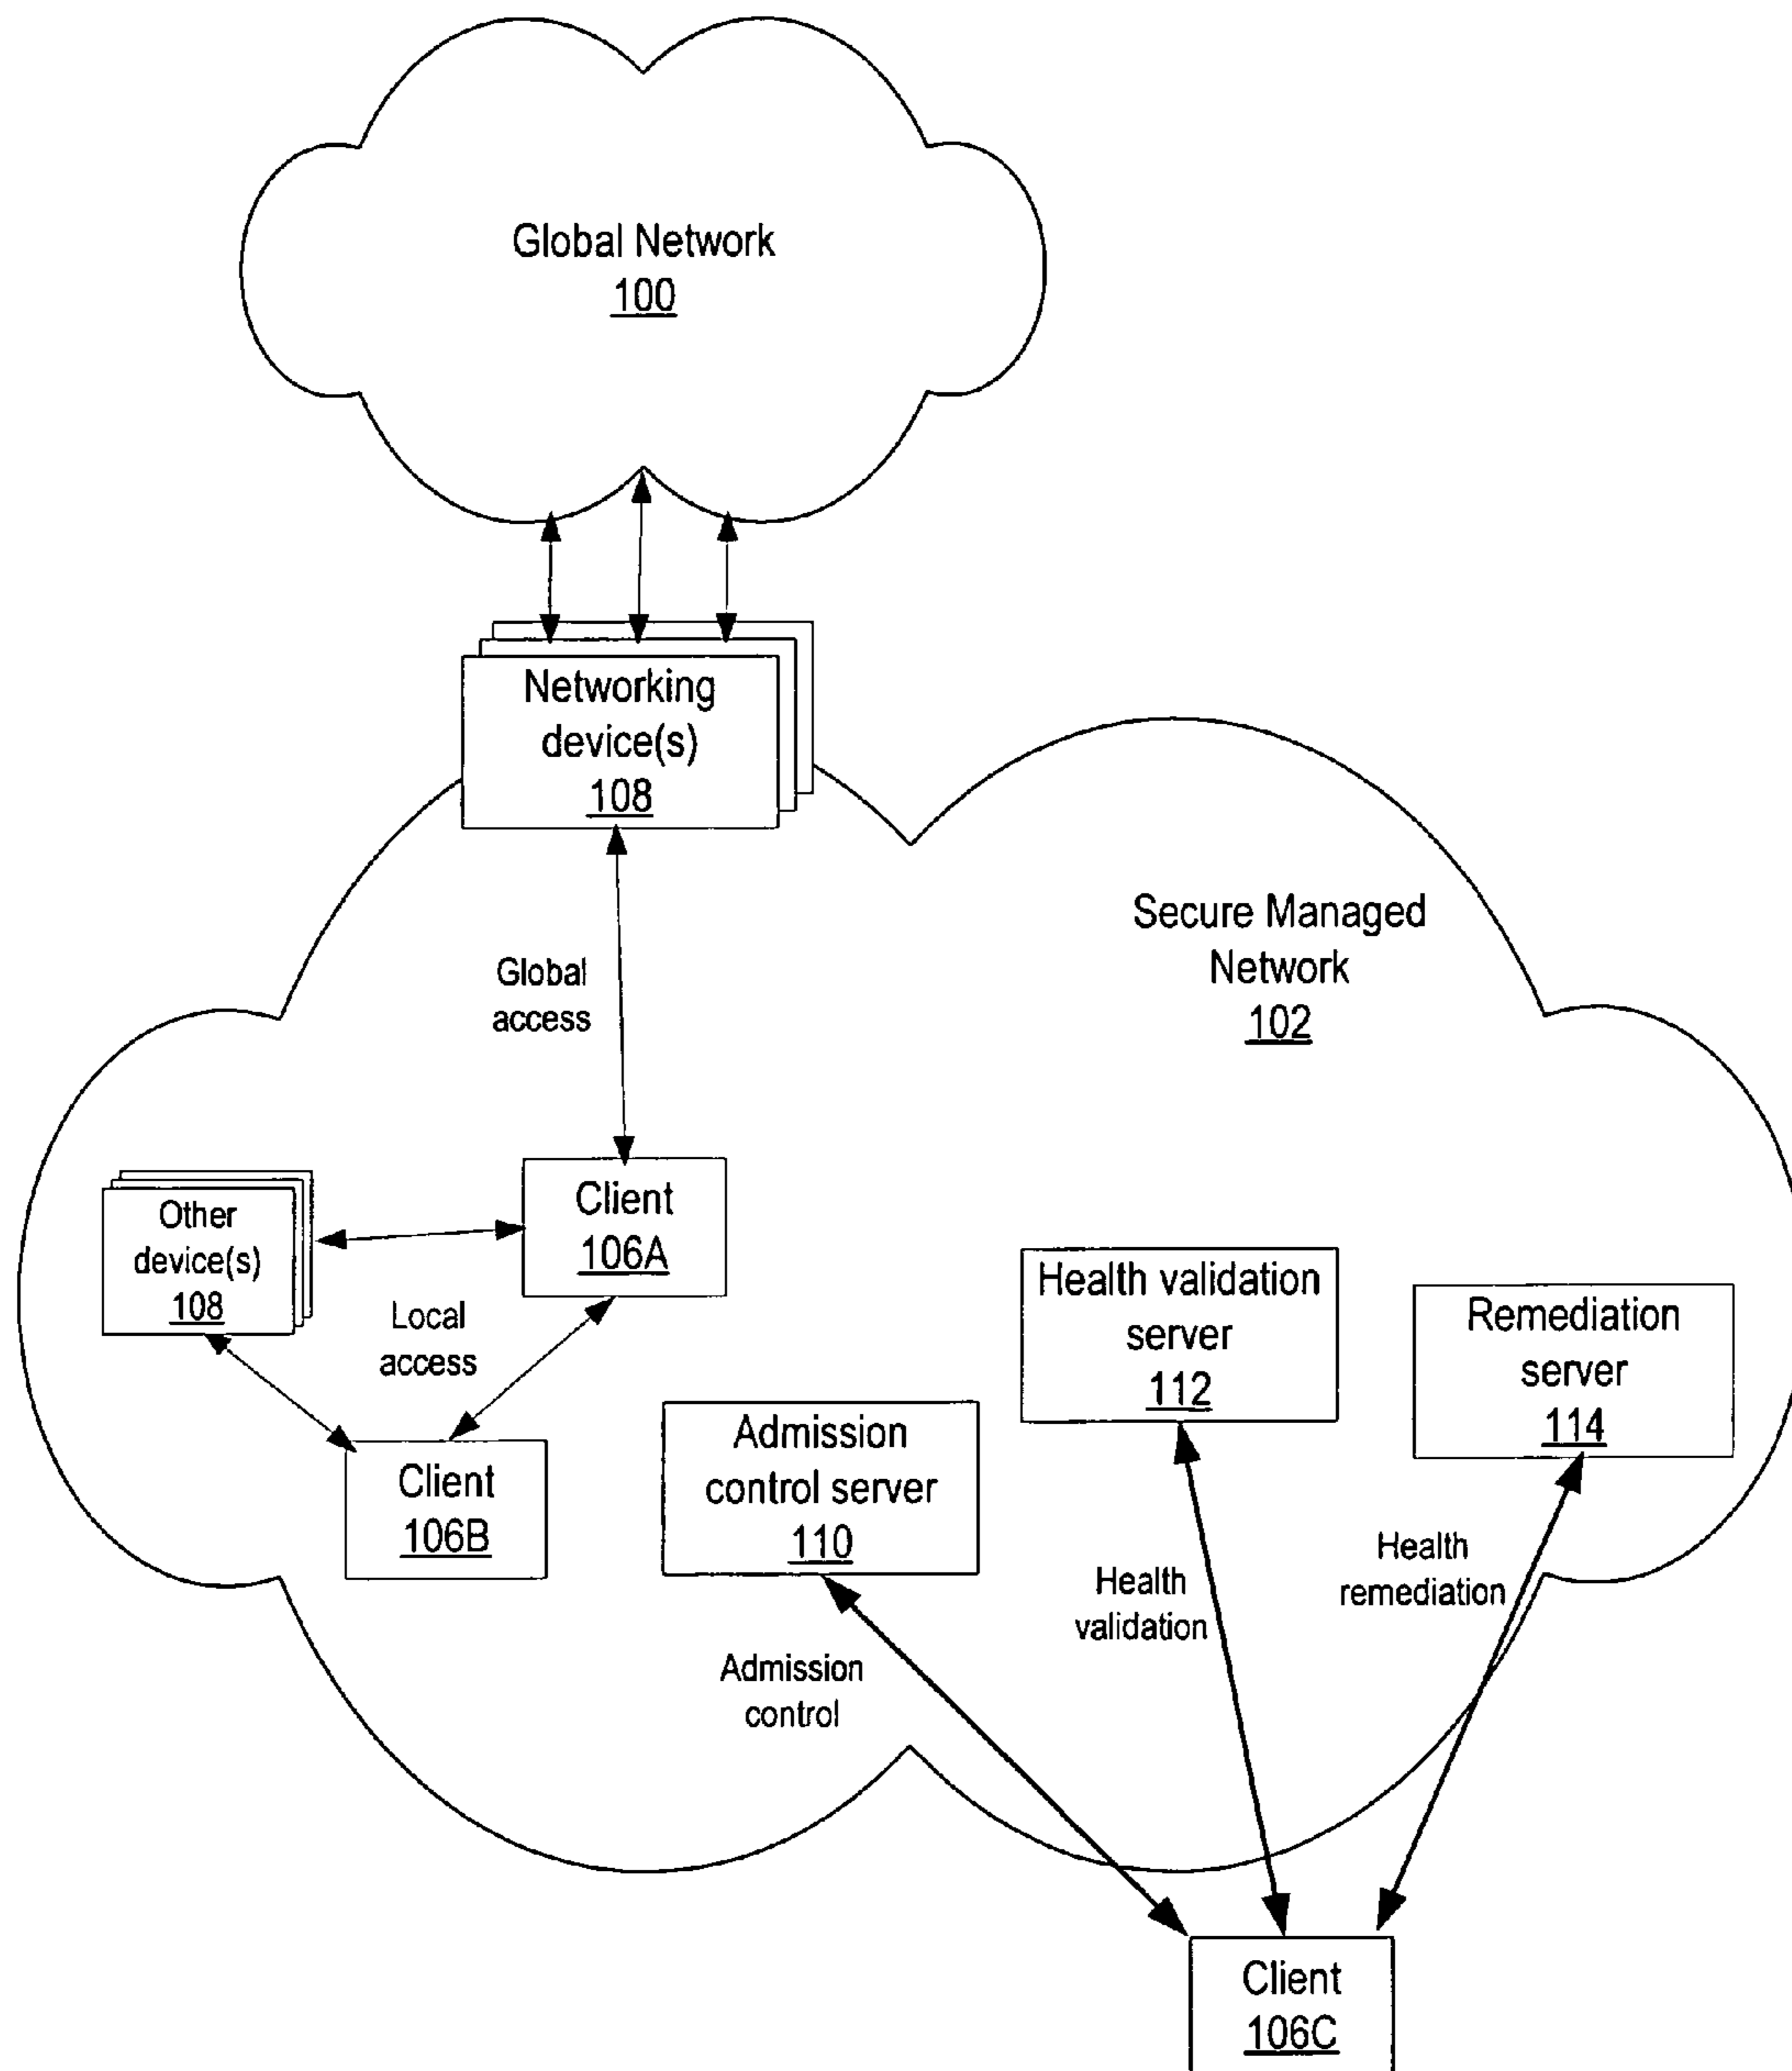 Global Network
100
Networking
device(s)
108
Secure Managed
Network
102
Global
access
Other
device(s)
108
Client
106A
Local
access
Client
106B
Health validation
server
112
Remediation
server
114
Admission
control server
110
Health
validation
Health
remediation
Admission
control
Client
106C